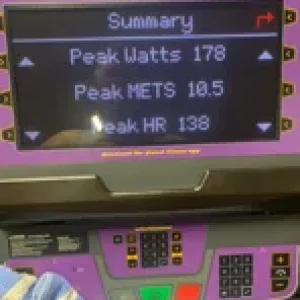 Summary
Peak Watts 178
Peak METS 10.5
Peak HR 138